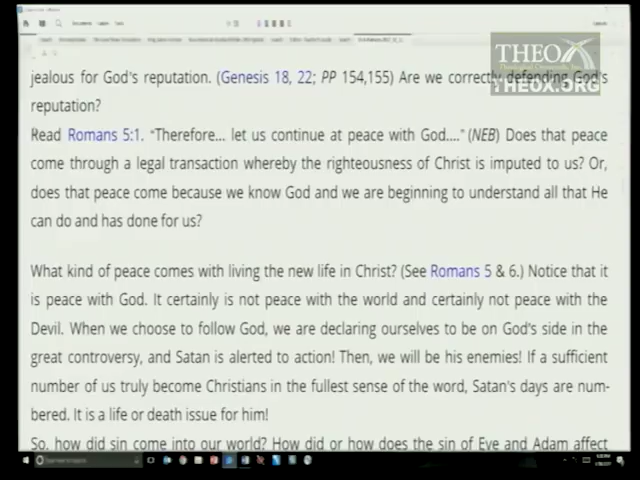 THEOX
THEOX.ORG
jealous for God's reputation. (Genesis 18, 22; PP 154,155) Are we correctly defending God's
reputation?
Read Romans 5:1. “Therefore... let us continue at peace with God....” (NEB) Does that peace
come through a legal transaction whereby the righteousness of Christ is imputed to us? Or,
does that peace come because we know God and we are beginning to understand all that He
can do and has done for us?
What kind of peace comes with living the new life in Christ? (See Romans 5 & 6.) Notice that it
is peace with God. It certainly is not peace with the world and certainly not peace with the
Devil. When we choose to follow God, we are declaring ourselves to be on God's side in the
great controversy, and Satan is alerted to action! Then, we will be his enemies! If a sufficient
number of us truly become Christians in the fullest sense of the word, Satan's days are num-
bered. It is a life or death issue for him!
So, how did sin come into our world? How did or how does the sin of Eve and Adam affect